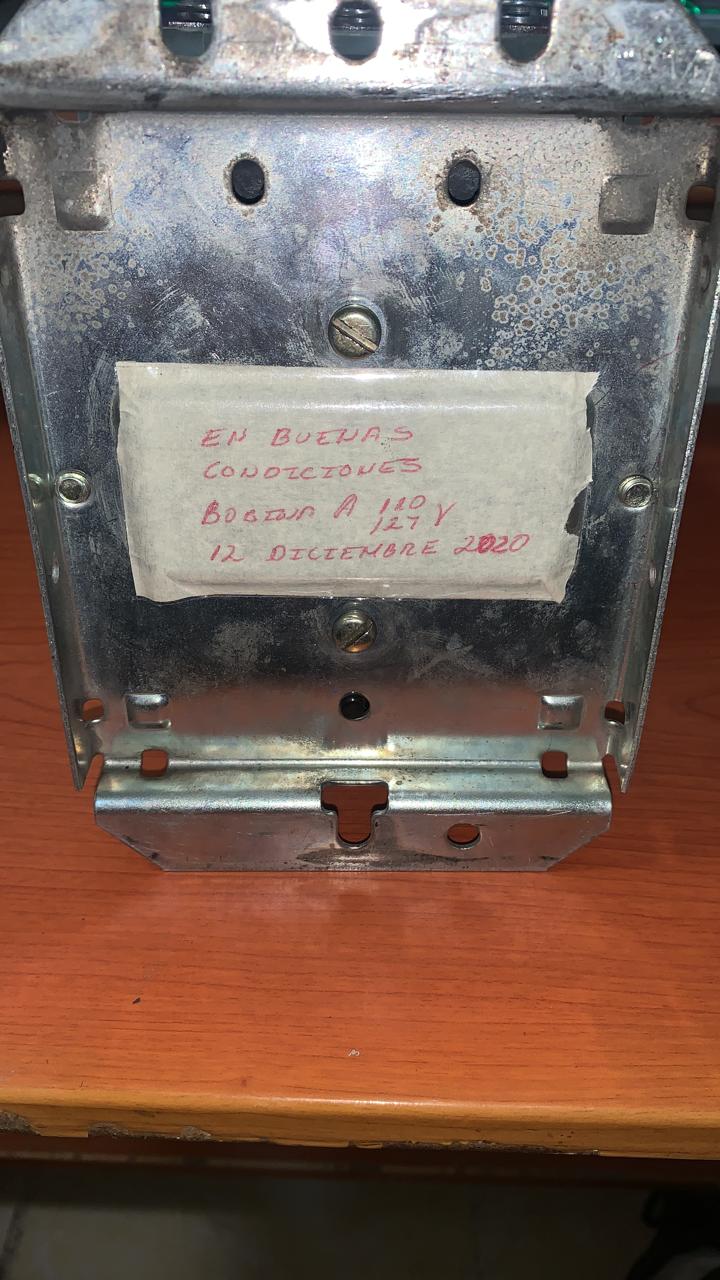 EN BUENAS
CONDICIONES
BOBINA A 110
127 V
12 DICIEMBRE 2020